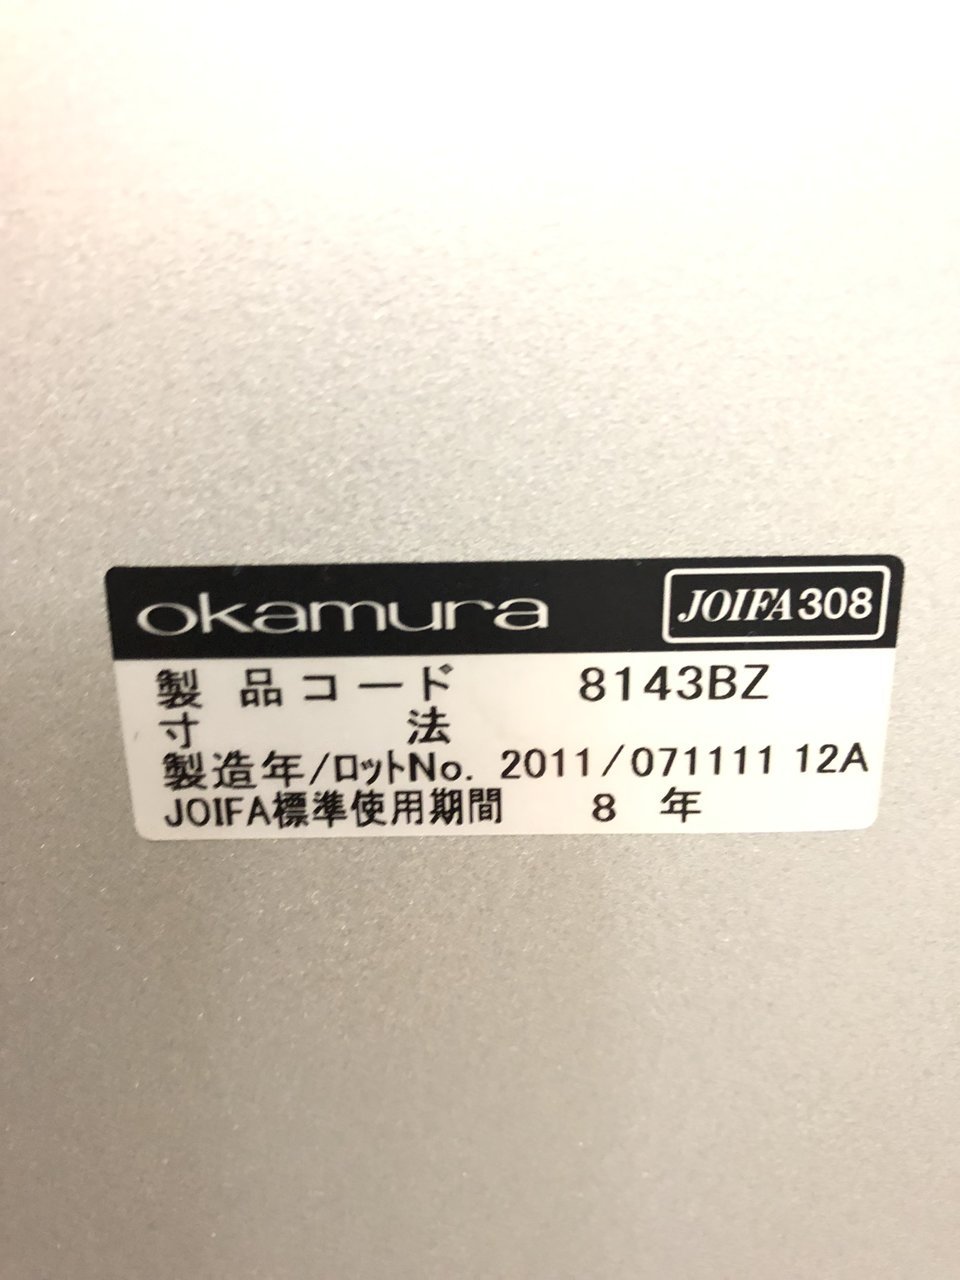 okamura JOIFA308
製品コード 8143BZ
寸法
製造年/ロットNo. 2011/071111 12A
JOIFA標準使用期間 8 年